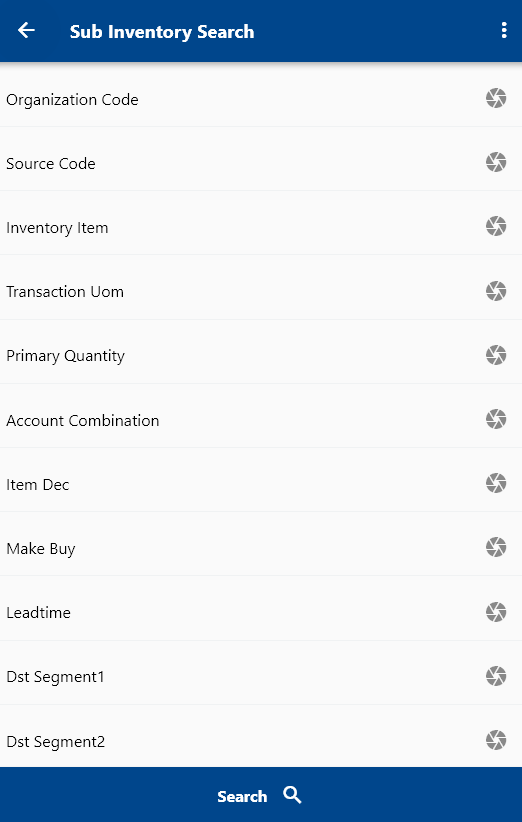 Sub Inventory Search
Organization Code
Source Code
Inventory Item
Transaction Uom
Primary Quantity
Account Combination
Item Dec
Make Buy
Leadtime
Dst Segment1
Dst Segment2
Search